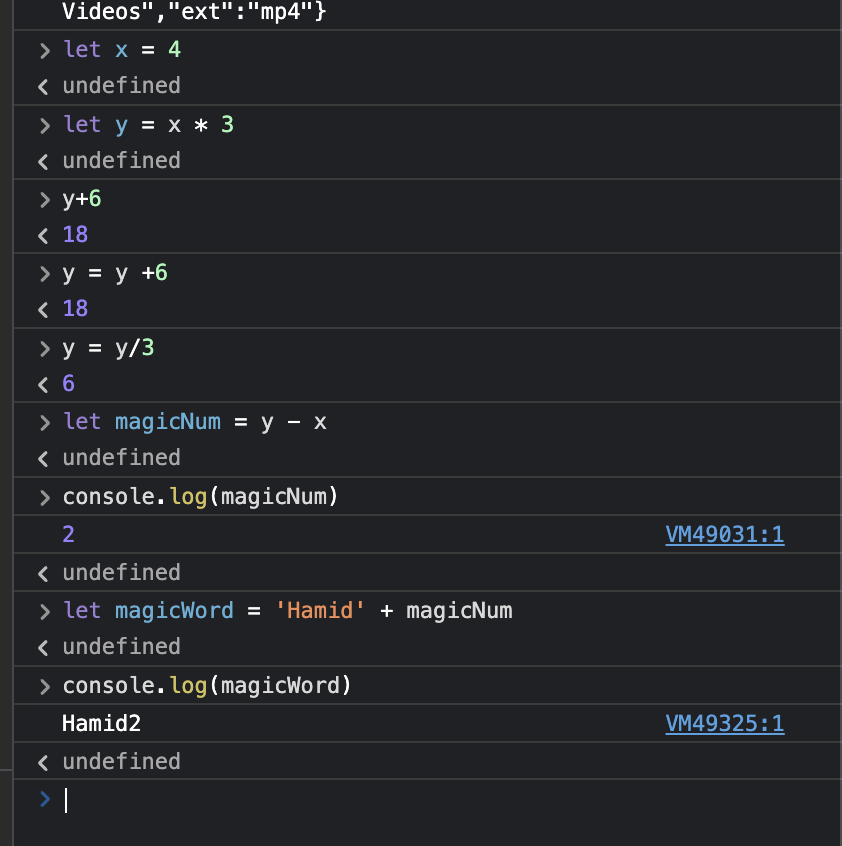 Videos","ext":"mp4"}
> let x = 4
< undefined
> let y = x * 3
< undefined
> y+6
< 18
> y = y +6
< 18
> y = y/3
< 6
> let magicNum = y - x
< undefined
> console.log(magicNum)
2 VM49031:1
< undefined
> let magicWord = 'Hamid' + magicNum
< undefined
> console.log(magicWord)
Hamid2 VM49325:1
< undefined
>